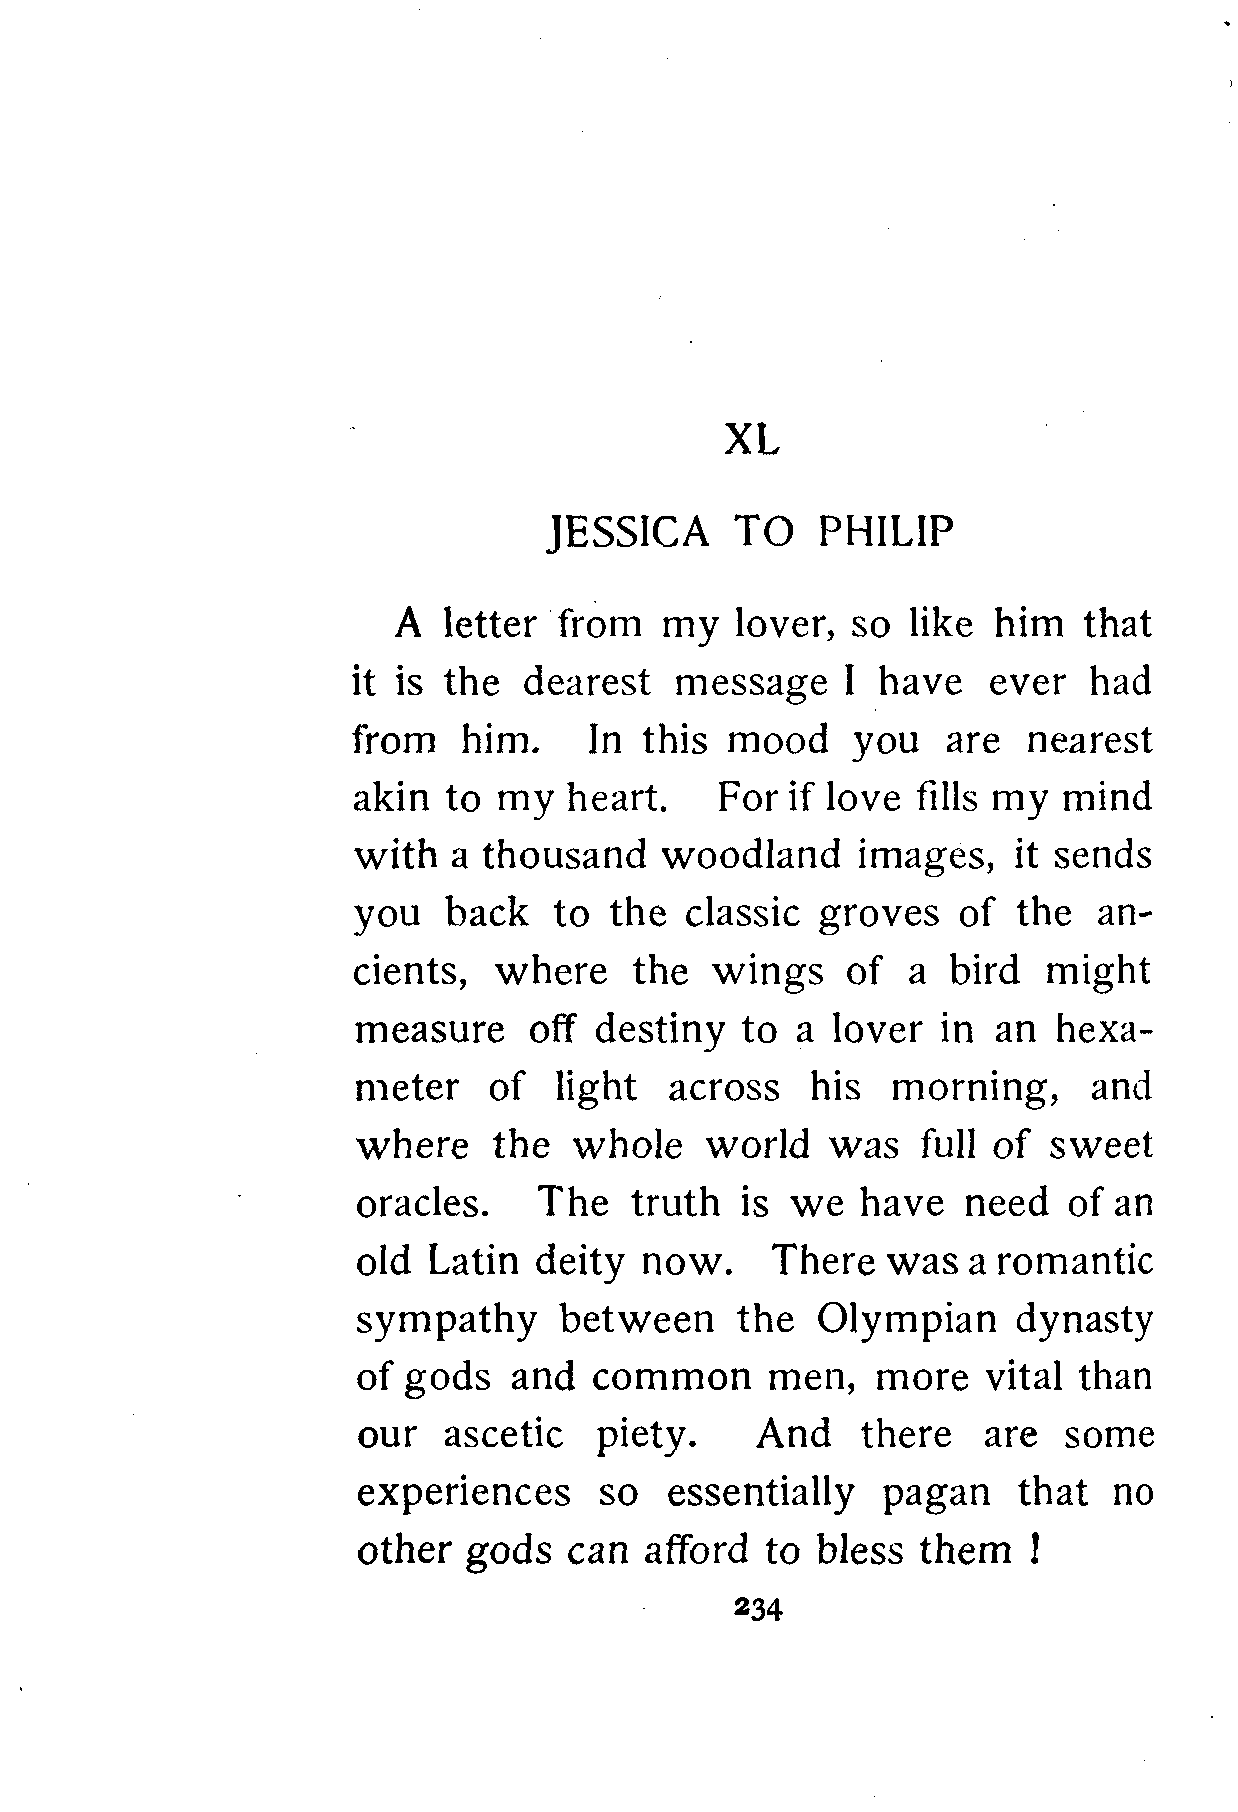 XL
JESSICA TO PHILIP
A letter from my lover, so like him that
it is the dearest message I have ever had
from him. In this mood you are nearest
akin to my heart. For if love fills my mind
with a thousand woodland images, it sends
you back to the classic groves of the an-
cients, where the wings of a bird might
measure off destiny to a lover in an hexa-
meter of light across his morning, and
where the whole world was full of sweet
oracles. The truth is we have need of an
old Latin deity now. There was a romantic
sympathy between the Olympian dynasty
of gods and common men, more vital than
our ascetic piety. And there are some
experiences so essentially pagan that no
other gods can afford to bless them !
234